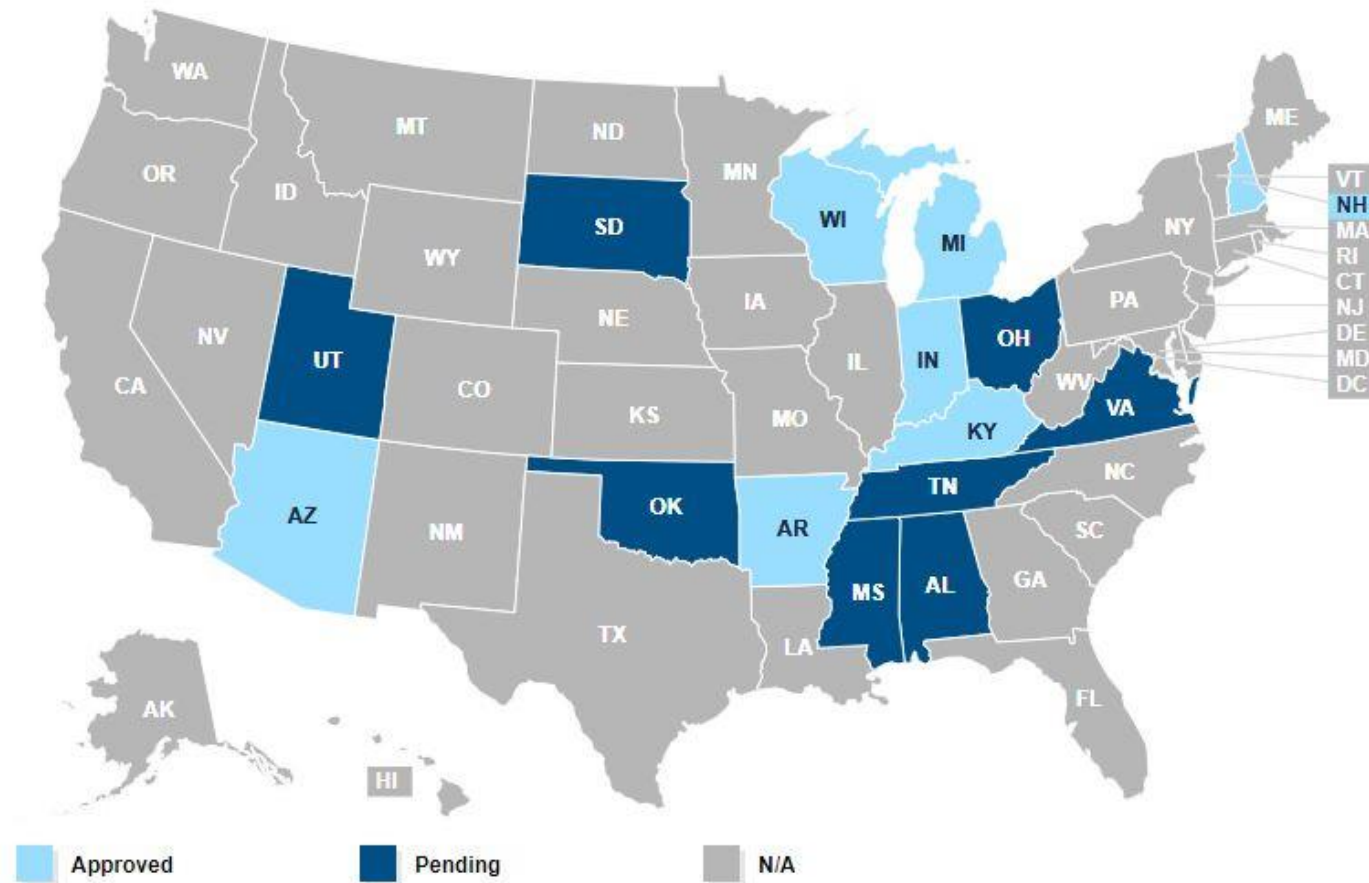 WA
MT
ND
MN
ME
OR
ID
SD
WI
MI
NY
VT
NH
MA
RI
CT
NJ
DE
MD
DC
WY
IA
PA
NE
NV
UT
CO
IL
IN
OH
WV
VA
CA
KS
MO
KY
NC
TN
AZ
NM
OK
AR
SC
MS
AL
GA
TX
LA
FL
AK
HI
Approved Pending N/A